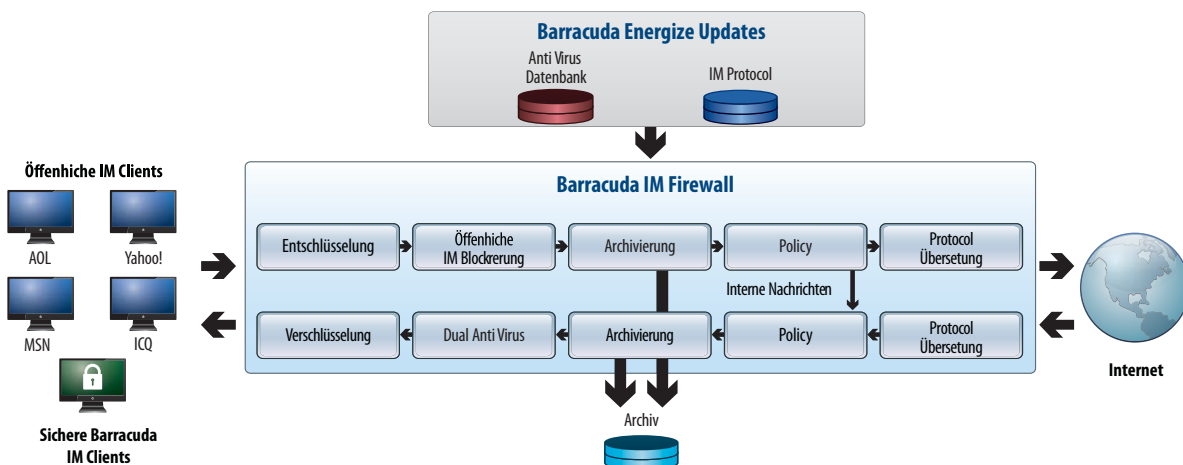 Barracuda Energize Updates
Anti Virus
Datenbank
IM Protocol
Öffenhiche IM Clients
AOL
Yahoo!
MSN
ICQ
Sichere Barracuda
IM Clients
Barracuda IM Firewall
Entschlüsselung
Öffenhiche
IM Blockrerung
Archivierung
Policy
Protocol
Übersetung
Interne Nachrichten
Verschlüsselung
Dual Anti Virus
Archivierung
Policy
Protocol
Übersetung
Internet
Archiv